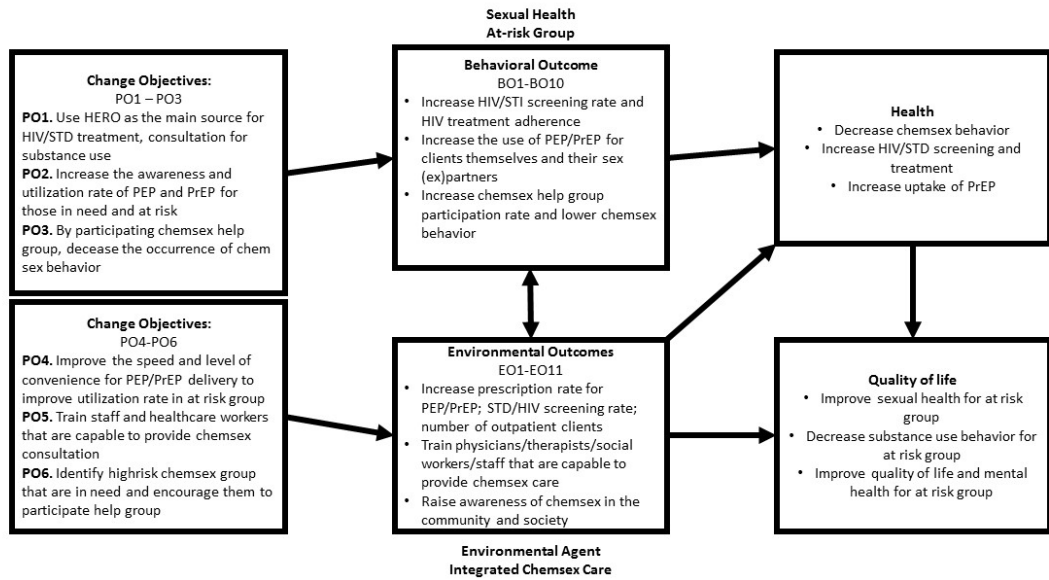 Sexual Health
At-risk Group
Change Objectives:
PO1 – PO3
PO1. Use HERO as the main source for
HIV/STD treatment, consultation for
substance use
PO2. Increase the awareness and
utilization rate of PEP and PrEP for
those in need and at risk
PO3. By participating chemsex help
group, decease the occurrence of chem
sex behavior
Behavioral Outcome
BO1-BO10
• Increase HIV/STI screening rate and
HIV treatment adherence
• Increase the use of PEP/PrEP for
clients themselves and their sex
(ex)partners
• Increase chemsex help group
participation rate and lower chemsex
behavior
Health
• Decrease chemsex behavior
• Increase HIV/STD screening and
treatment
• Increase uptake of PrEP
Change Objectives:
PO4-PO6
PO4. Improve the speed and level of
convenience for PEP/PrEP delivery to
improve utilization rate in at risk group
PO5. Train staff and healthcare workers
that are capable to provide chemsex
consultation
PO6. Identify highrisk chemsex group
that are in need and encourage them to
participate help group
Environmental Outcomes
EO1-EO11
• Increase prescription rate for
PEP/PrEP; STD/HIV screening rate;
number of outpatient clients
• Train physicians/therapists/social
workers/staff that are capable to
provide chemsex care
• Raise awareness of chemsex in the
community and society
Quality of life
• Improve sexual health for at risk
group
• Decrease substance use behavior for
at risk group
• Improve quality of life and mental
health for at risk group
Environmental Agent
Integrated Chemsex Care